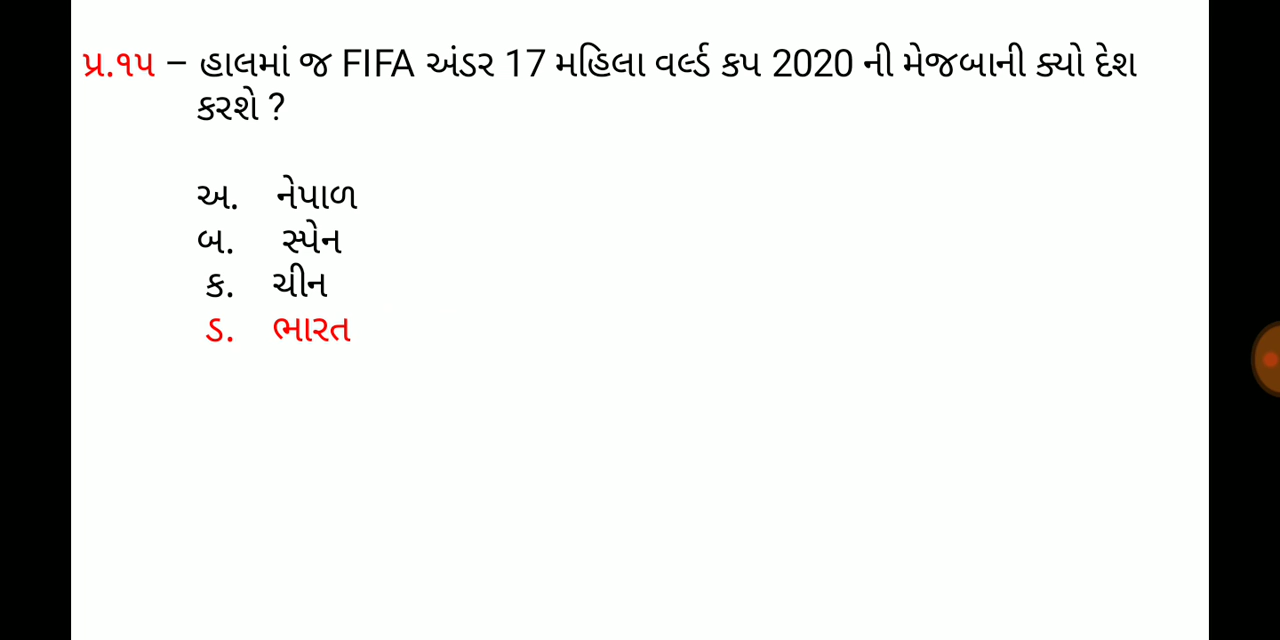 પ્ર.૧૫ – હાલમાં જ FIFA અંડર 17 મહિલા વર્લ્ડ કપ 2020 ની મેજબાની ક્યો દેશ
કરશે ?
અ. નેપાળ
બ. સ્પેન
ક. ચીન
ડ. ભારત